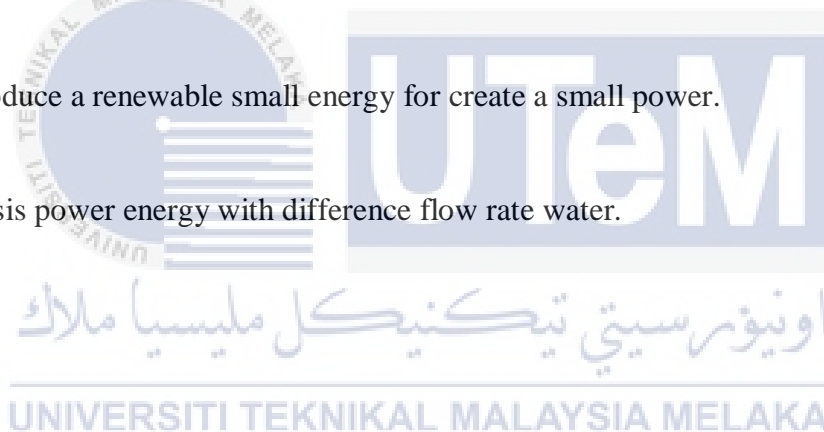 oduce a renewable small energy for create a small power.
sis power energy with difference flow rate water.
UTeM
اونيۏرسيتي تيكنيكل مليسيا ملاك
UNIVERSITI TEKNIKAL MALAYSIA MELAKA